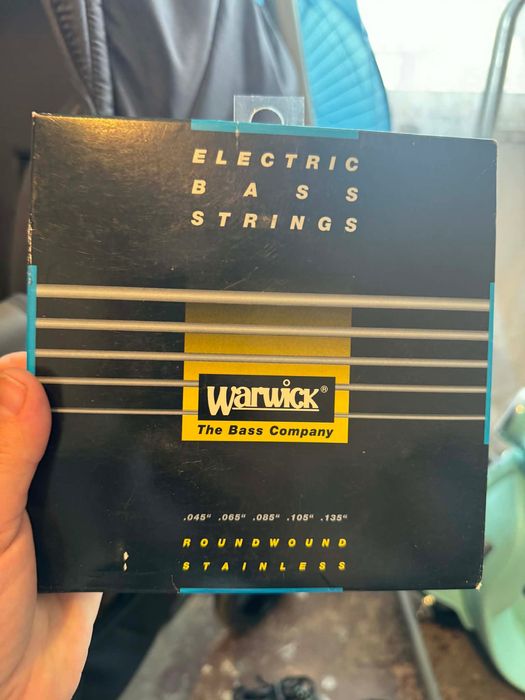 ELECTRIC
BASS
STRINGS
Warwick®
The Bass Company
.045" .065" .085" .105" .135"
ROUNDWOUND
STAINLESS